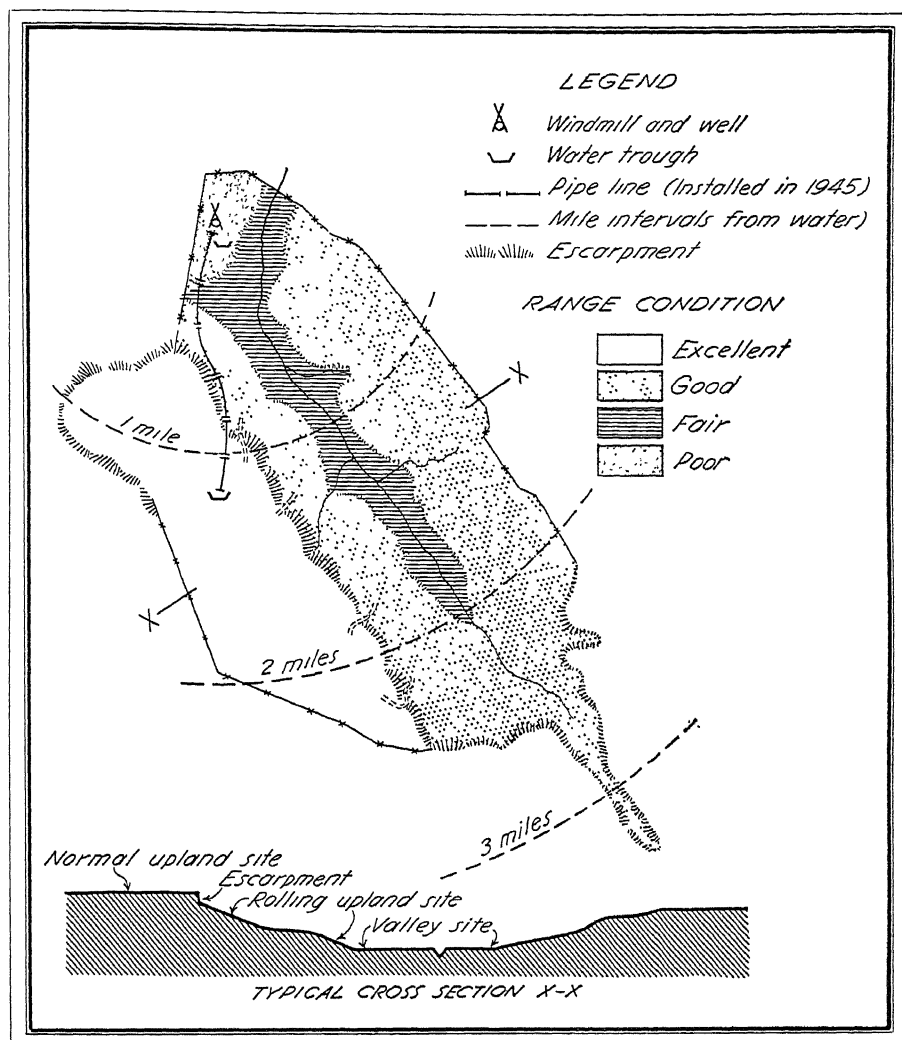 LEGEND
Windmill and well
Water trough
Pipe line (Installed in 1945)
Mile intervals from water)
Escarpment
RANGE CONDITION
Excellent
Good
Fair
Poor
X
1 mile
X
2 miles
3 miles
Normal upland site
Escarpment
Rolling upland site
Valley site
TYPICAL CROSS SECTION X-X